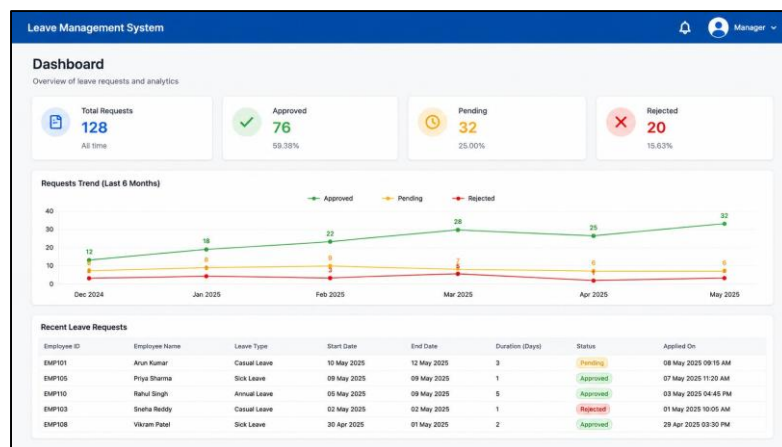 Leave Management System
Manager
Dashboard
Overview of leave requests and analytics
Total Requests
128
All time
Approved
76
59.38%
Pending
32
25.00%
Rejected
20
15.63%
Requests Trend (Last 6 Months)
Approved Pending Rejected
40
30
20
10
0
12
18
22
28
25
32
8
9
7
6
6
3
5
Dec 2024 Jan 2025 Feb 2025 Mar 2025 Apr 2025 May 2025
Recent Leave Requests
Employee ID Employee Name Leave Type Start Date End Date Duration (Days) Status Applied On
EMP101 Arun Kumar Casual Leave 10 May 2025 12 May 2025 3 Pending 08 May 2025 09:15 AM
EMP105 Priya Sharma Sick Leave 09 May 2025 09 May 2025 1 Approved 07 May 2025 11:20 AM
EMP110 Rahul Singh Annual Leave 05 May 2025 09 May 2025 5 Approved 03 May 2025 04:45 PM
EMP103 Sneha Reddy Casual Leave 02 May 2025 02 May 2025 1 Rejected 01 May 2025 10:05 AM
EMP108 Vikram Patel Sick Leave 30 Apr 2025 01 May 2025 2 Approved 29 Apr 2025 03:30 PM